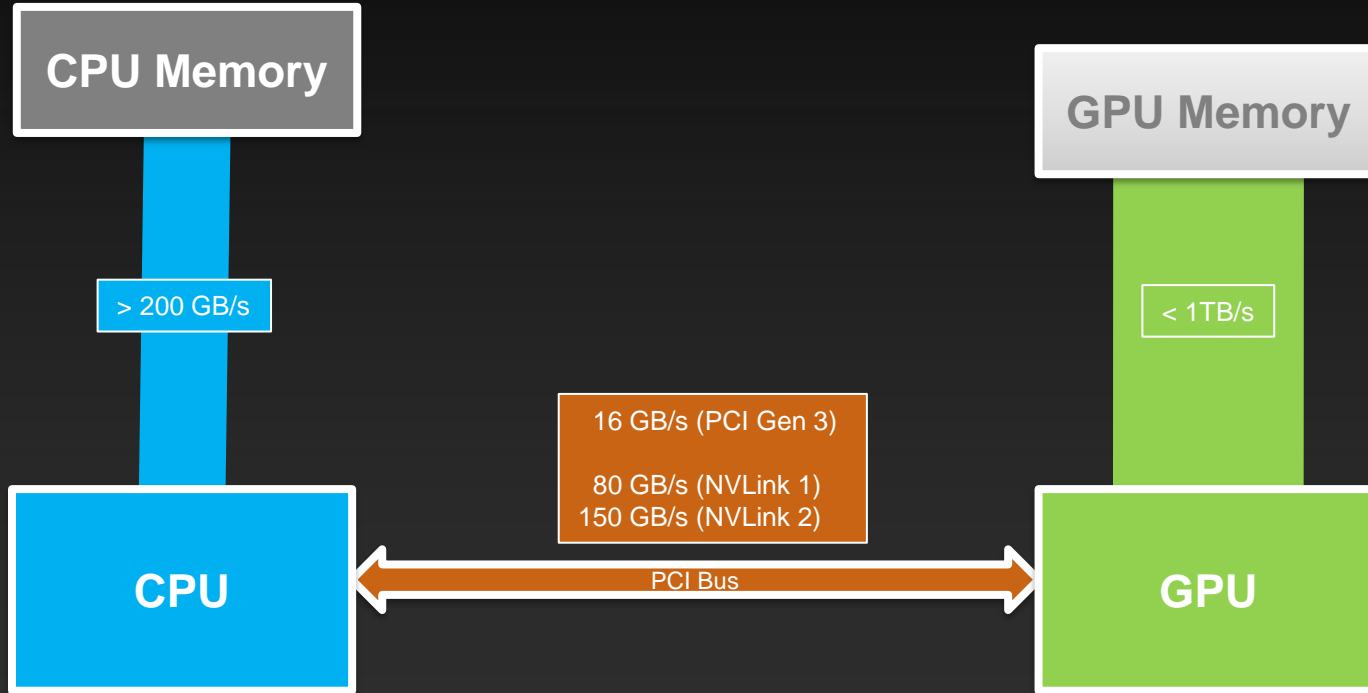 CPU Memory
GPU Memory
> 200 GB/s
< 1TB/s
16 GB/s (PCI Gen 3)
80 GB/s (NVLink 1)
150 GB/s (NVLink 2)
PCI Bus
CPU
GPU